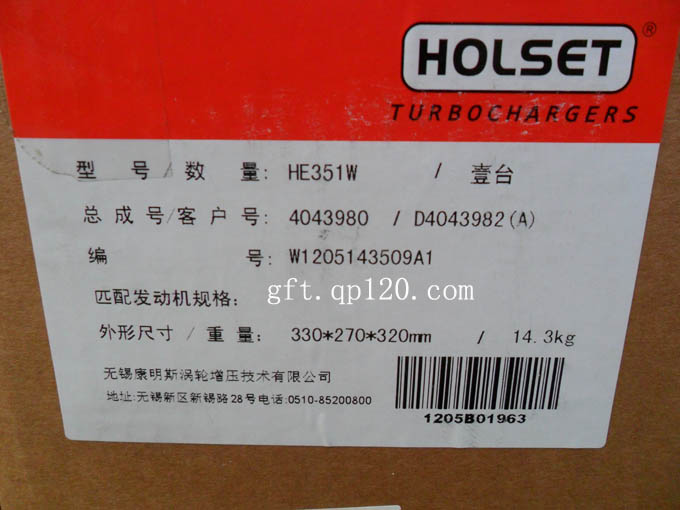 HOLSET®
TURBOCHARGERS
型 号 数 量: HE351W / 壹台
总成号/客户号: 4043980 / D4043982(A)
编 号: W1205143509A1
匹配发动机规格:
gft.qp120.com
外形尺寸/重量: 330*270*320mm / 14.3kg
无锡康明斯涡轮增压技术有限公司
地址:无锡新区新锡路28号电话:0510-85200800
1205B01963